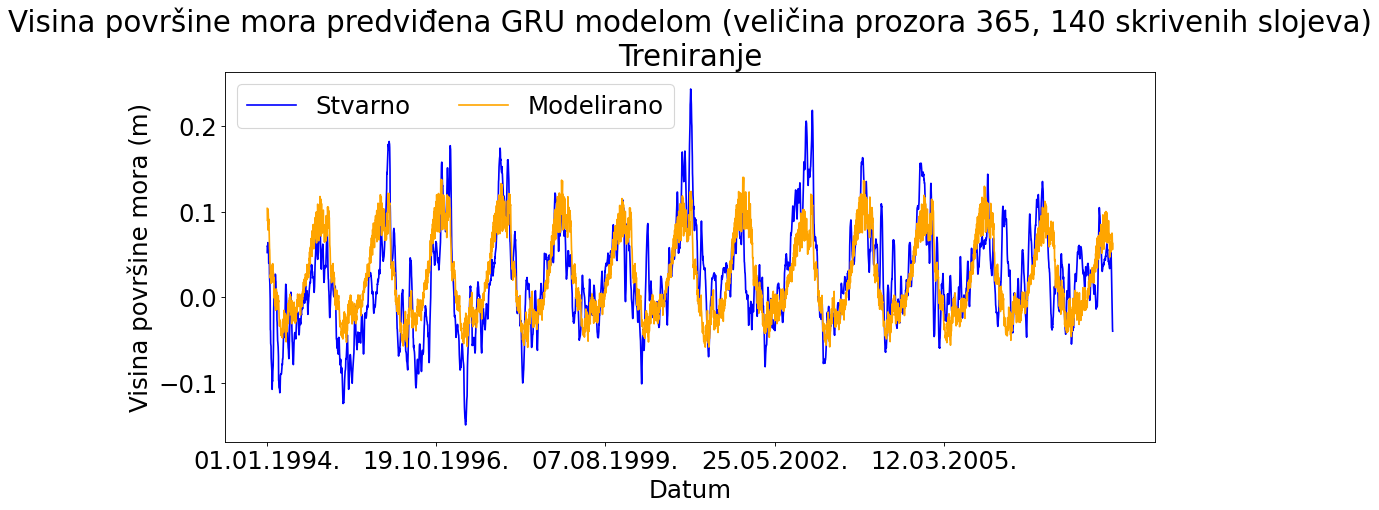 Visina površine mora predviđena GRU modelom (veličina prozora 365, 140 skrivenih slojeva)
Treniranje
Stvarno
Modelirano
Visina površine mora (m)
0.2
0.1
0.0
−0.1
01.01.1994.
19.10.1996.
07.08.1999.
25.05.2002.
12.03.2005.
Datum